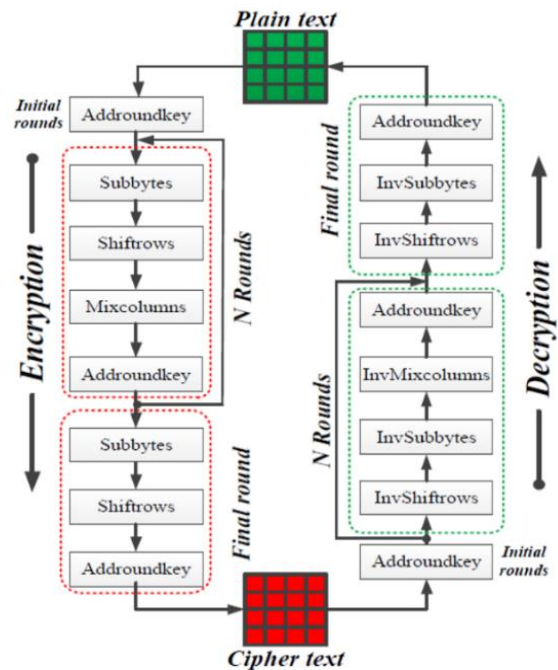 Plain text
Initial
rounds
Addroundkey
Subbytes
Shiftrows
Mixcolumns
Addroundkey
N Rounds
Encryption
Subbytes
Shiftrows
Addroundkey
Final round
Cipher text
Addroundkey
InvSubbytes
InvShiftrows
Final round
Addroundkey
InvMixcolumns
InvSubbytes
InvShiftrows
N Rounds
Decryption
Addroundkey
Initial
rounds